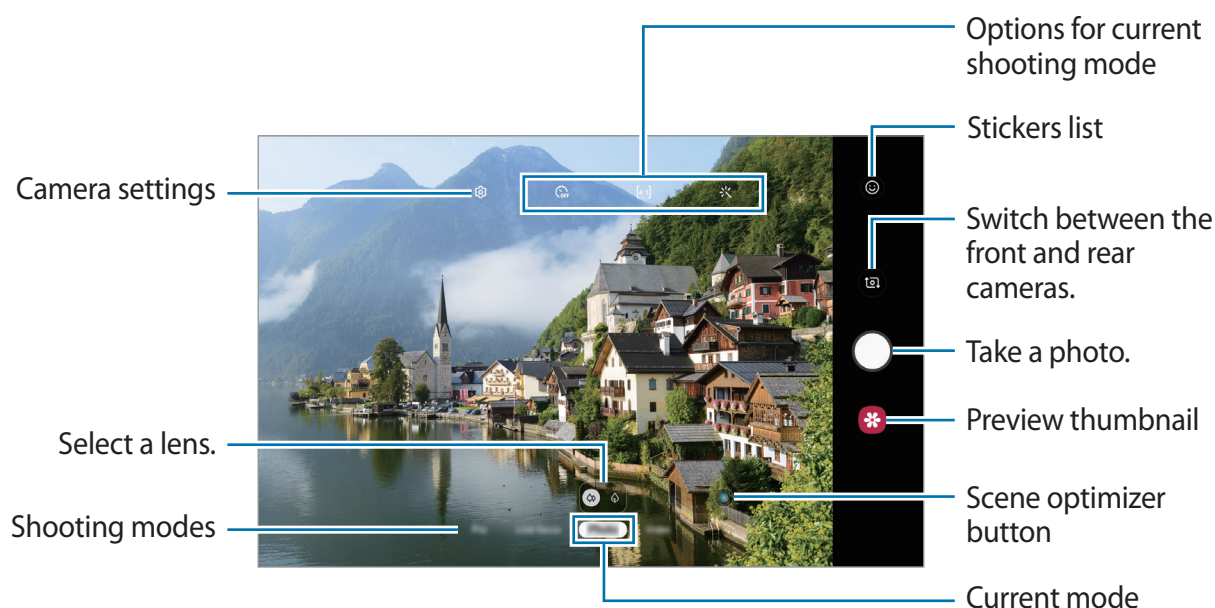 Options for current
shooting mode
Stickers list
Camera settings
OFF
Switch between the
front and rear
cameras.
Take a photo.
Preview thumbnail
Select a lens.
Scene optimizer
button
Shooting modes
Current mode